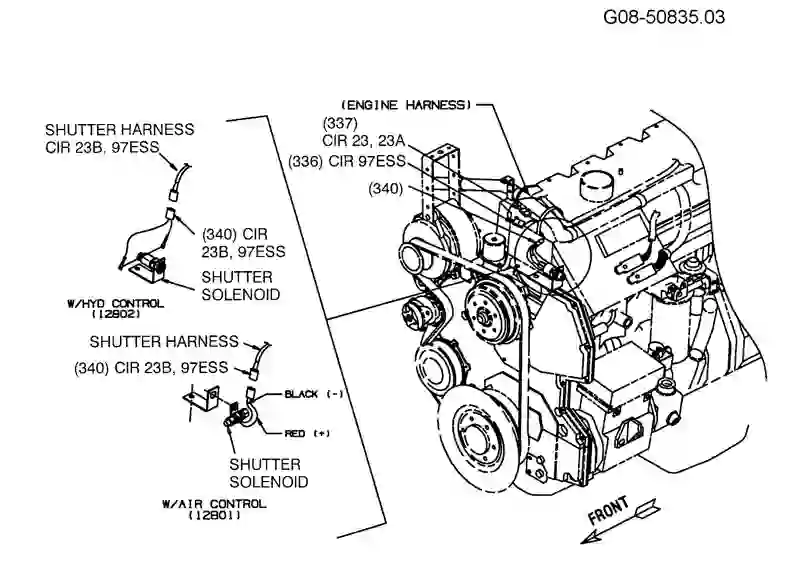 G08-50835.03
(ENGINE HARNESS)
(337)
CIR 23, 23A
(336) CIR 97ESS
(340)
SHUTTER HARNESS
CIR 23B, 97ESS
(340) CIR
23B, 97ESS
SHUTTER
SOLENOID
W/HYD CONTROL
(12802)
SHUTTER HARNESS
(340) CIR 23B, 97ESS
BLACK (-)
RED (+)
SHUTTER
SOLENOID
W/AIR CONTROL
(12801)
FRONT